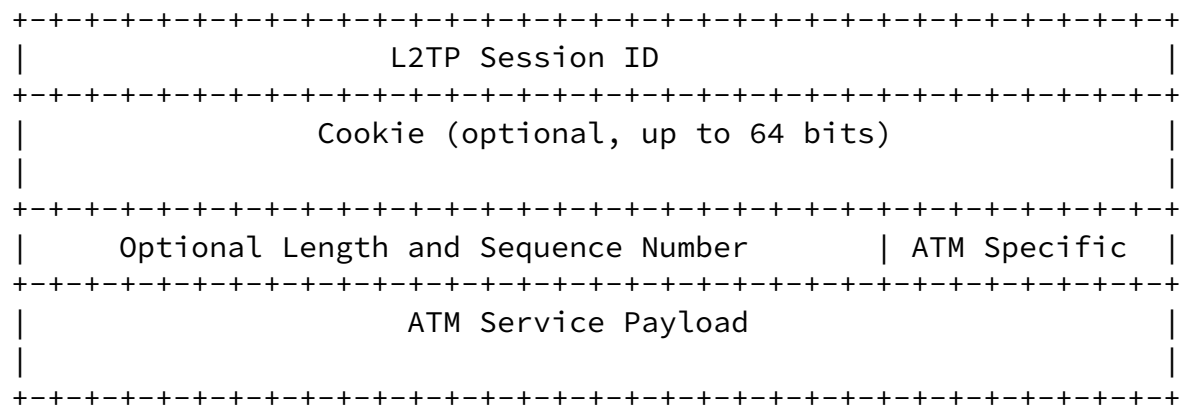 +-+-+-+-+-+-+-+-+-+-+-+-+-+-+-+-+-+-+-+-+-+-+-+-+-+-+-+-+-+-+-+-+
| L2TP Session ID |
+-+-+-+-+-+-+-+-+-+-+-+-+-+-+-+-+-+-+-+-+-+-+-+-+-+-+-+-+-+-+-+-+
| Cookie (optional, up to 64 bits) |
| |
+-+-+-+-+-+-+-+-+-+-+-+-+-+-+-+-+-+-+-+-+-+-+-+-+-+-+-+-+-+-+-+-+
| Optional Length and Sequence Number | ATM Specific |
+-+-+-+-+-+-+-+-+-+-+-+-+-+-+-+-+-+-+-+-+-+-+-+-+-+-+-+-+-+-+-+-+
| ATM Service Payload |
| |
+-+-+-+-+-+-+-+-+-+-+-+-+-+-+-+-+-+-+-+-+-+-+-+-+-+-+-+-+-+-+-+-+